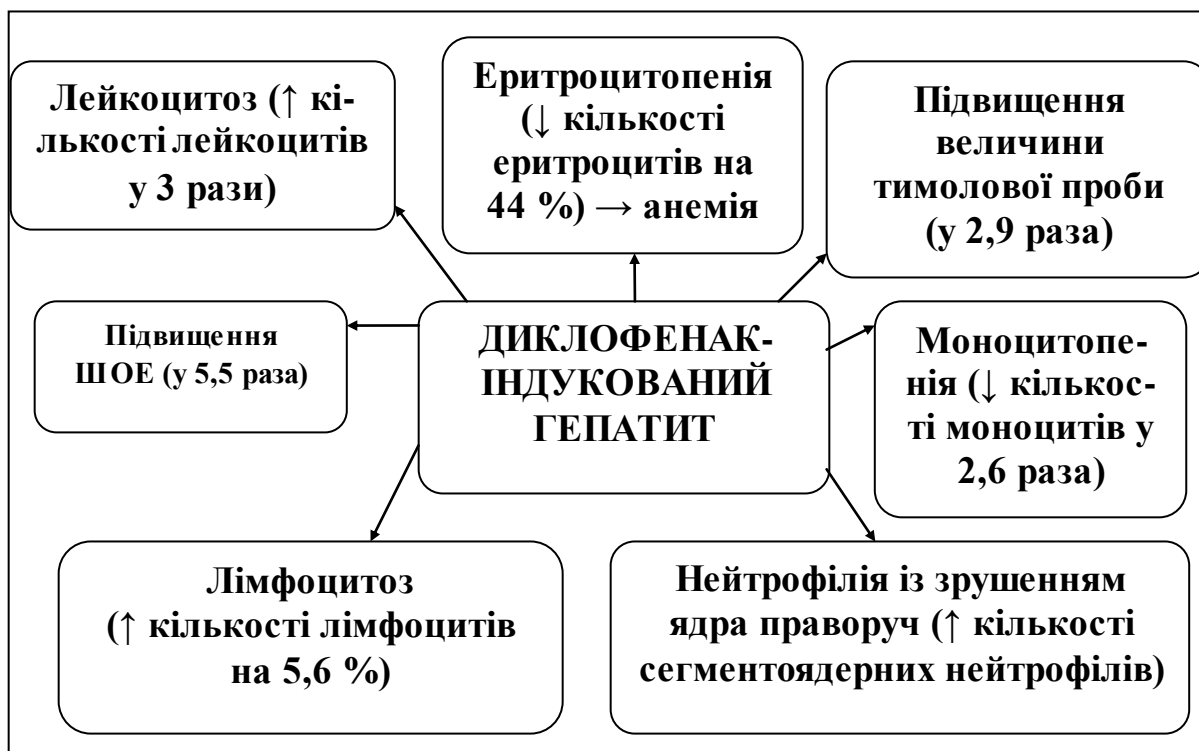 Лейкоцитоз (↑ кі-
лькості лейкоцитів
у 3 рази)
Еритроцитопенія
(↓ кількості
еритроцитів на
44 %) → анемія
Підвищення
величини
тимолової проби
(у 2,9 раза)
Підвищення
ШОЕ (у 5,5 раза)
ДИКЛОФЕНАК-
ІНДУКОВАНИЙ
ГЕПАТИТ
Моноцитопе-
нія (↓ кількос-
ті моноцитів у
2,6 раза)
Лімфоцитоз
(↑ кількості лімфоцитів
на 5,6 %)
Нейтрофілія із зрушенням
ядра праворуч (↑ кількості
сегментоядерних нейтрофілів)